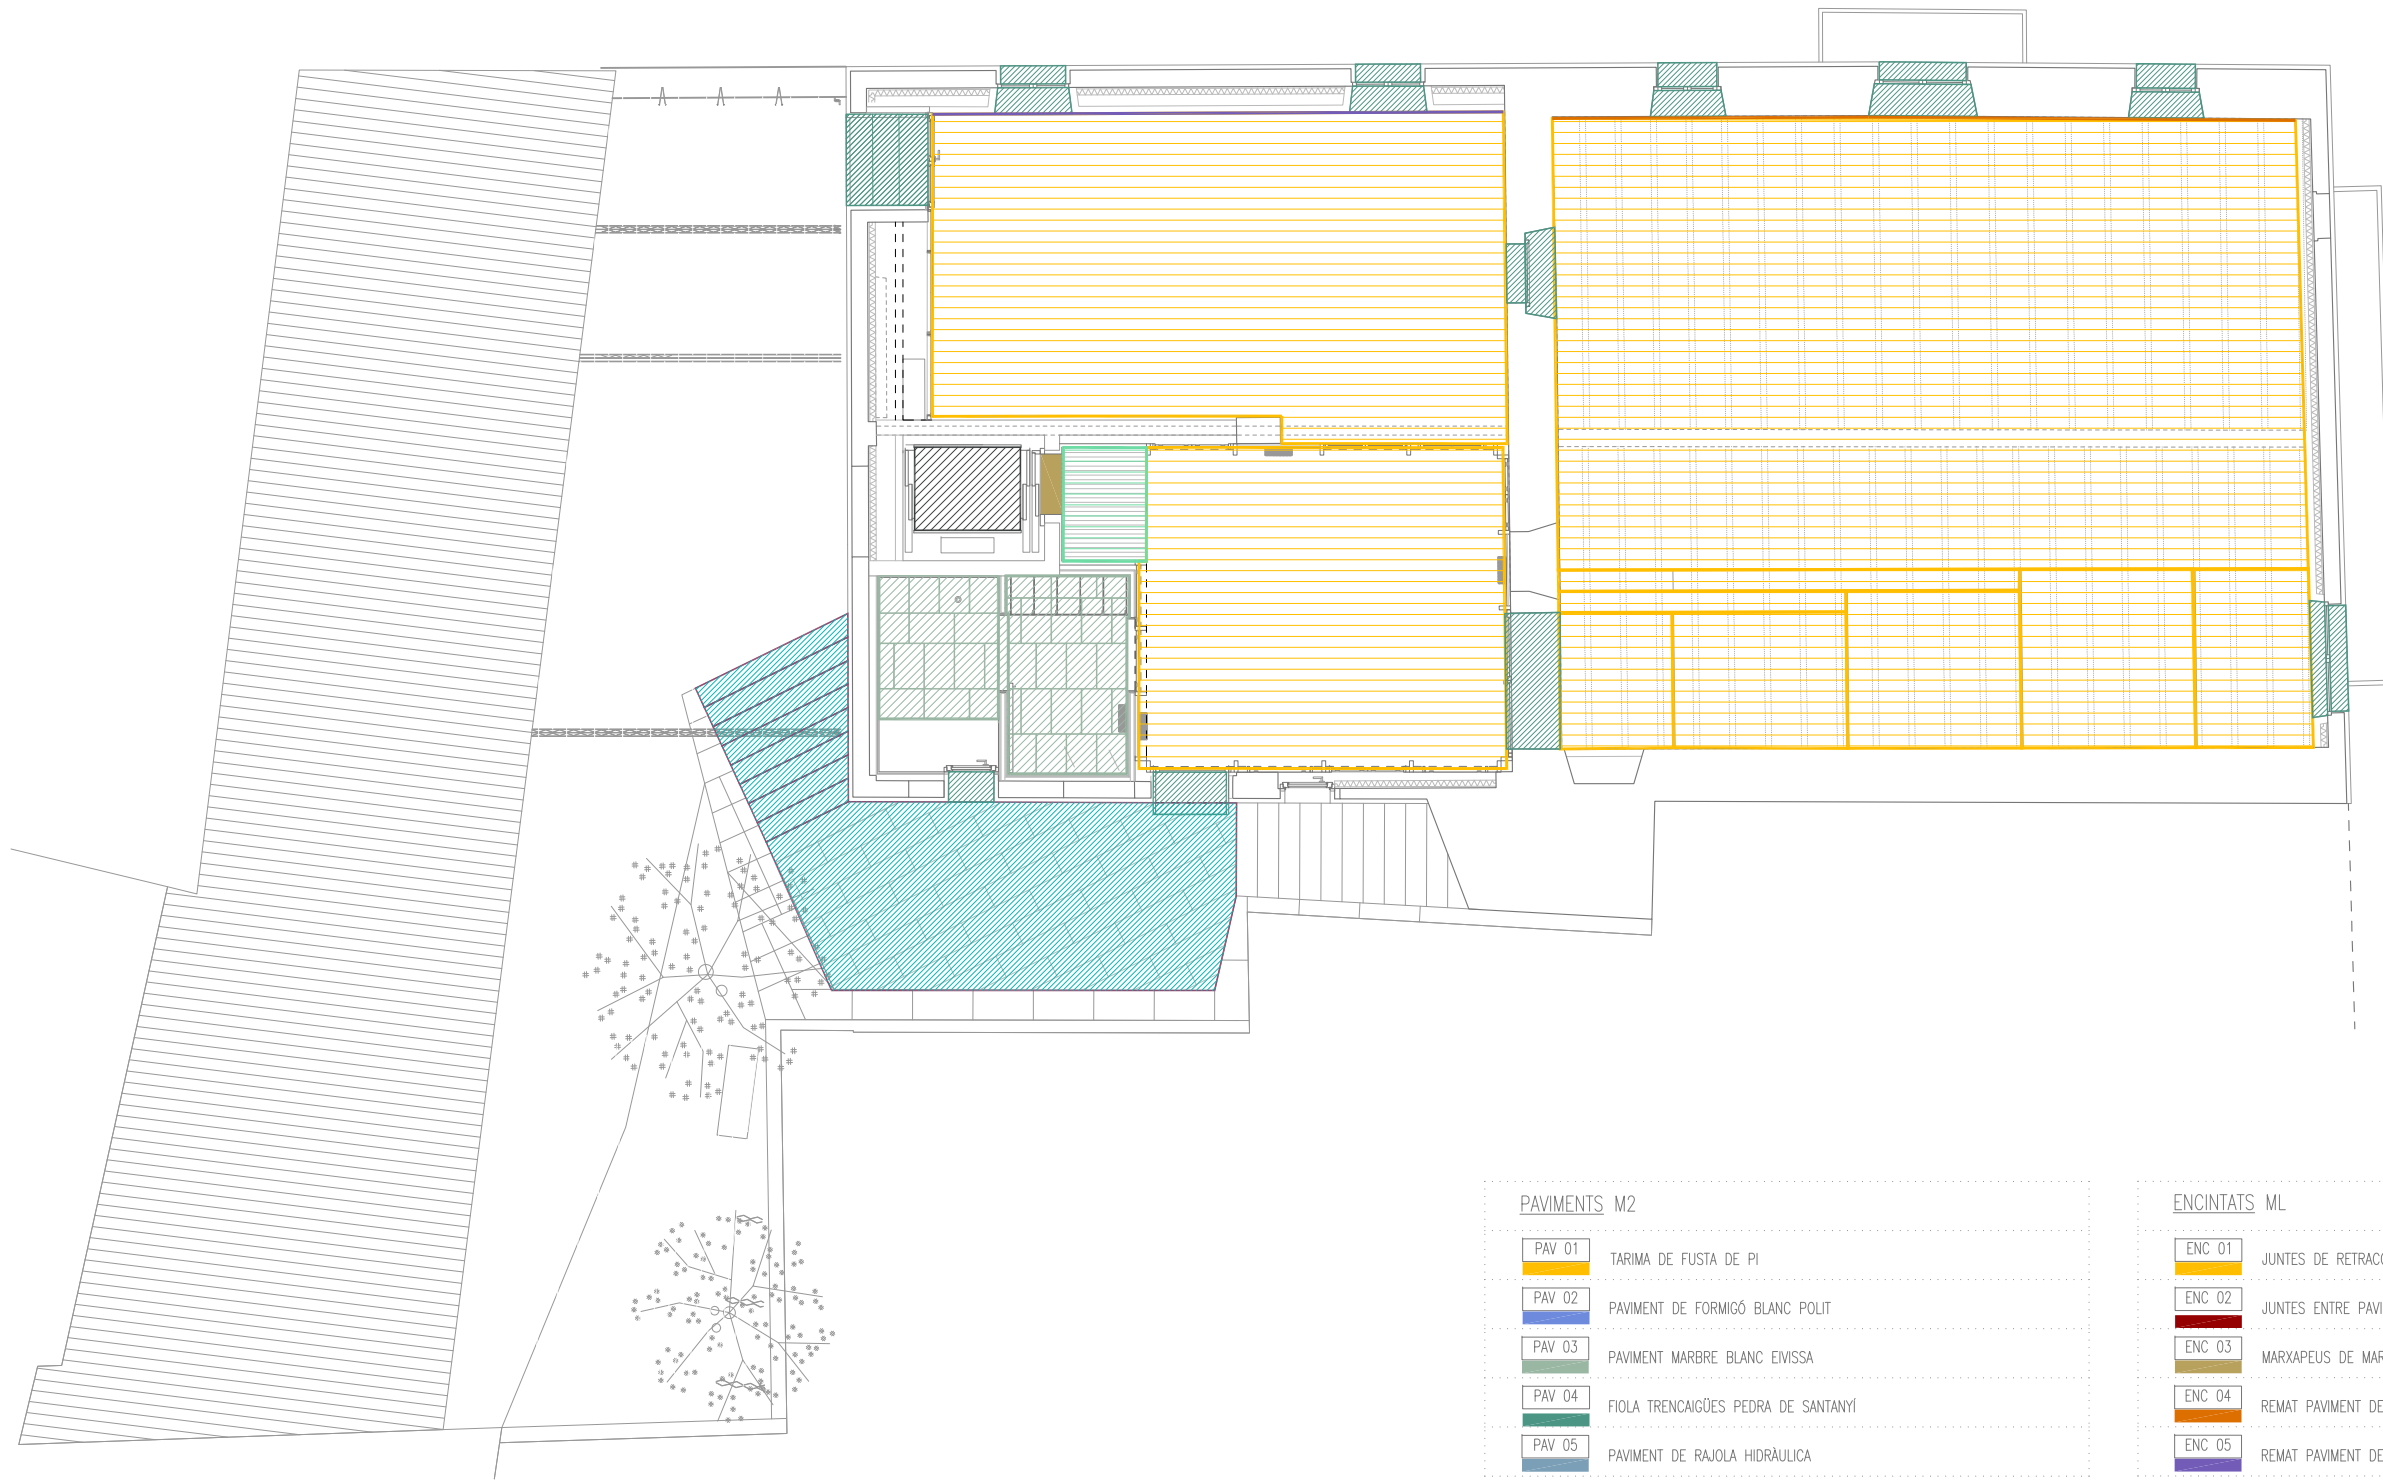 PAVIMENTS M2
PAV 01 TARIMA DE FUSTA DE PI
PAV 02 PAVIMENT DE FORMIGÓ BLANC POLIT
PAV 03 PAVIMENT MARBRE BLANC EIVISSA
PAV 04 FIOLA TRENCAIGÜES PEDRA DE SANTANYÍ
PAV 05 PAVIMENT DE RAJOLA HIDRÀULICA
ENCINTATS ML
ENC 01 JUNTES DE
ENC 02 JUNTES ENTRE
ENC 03 MARXAPEUS DE
ENC 04 REMAT PAVIMENT DE
ENC 05 REMAT PAVIMENT DE